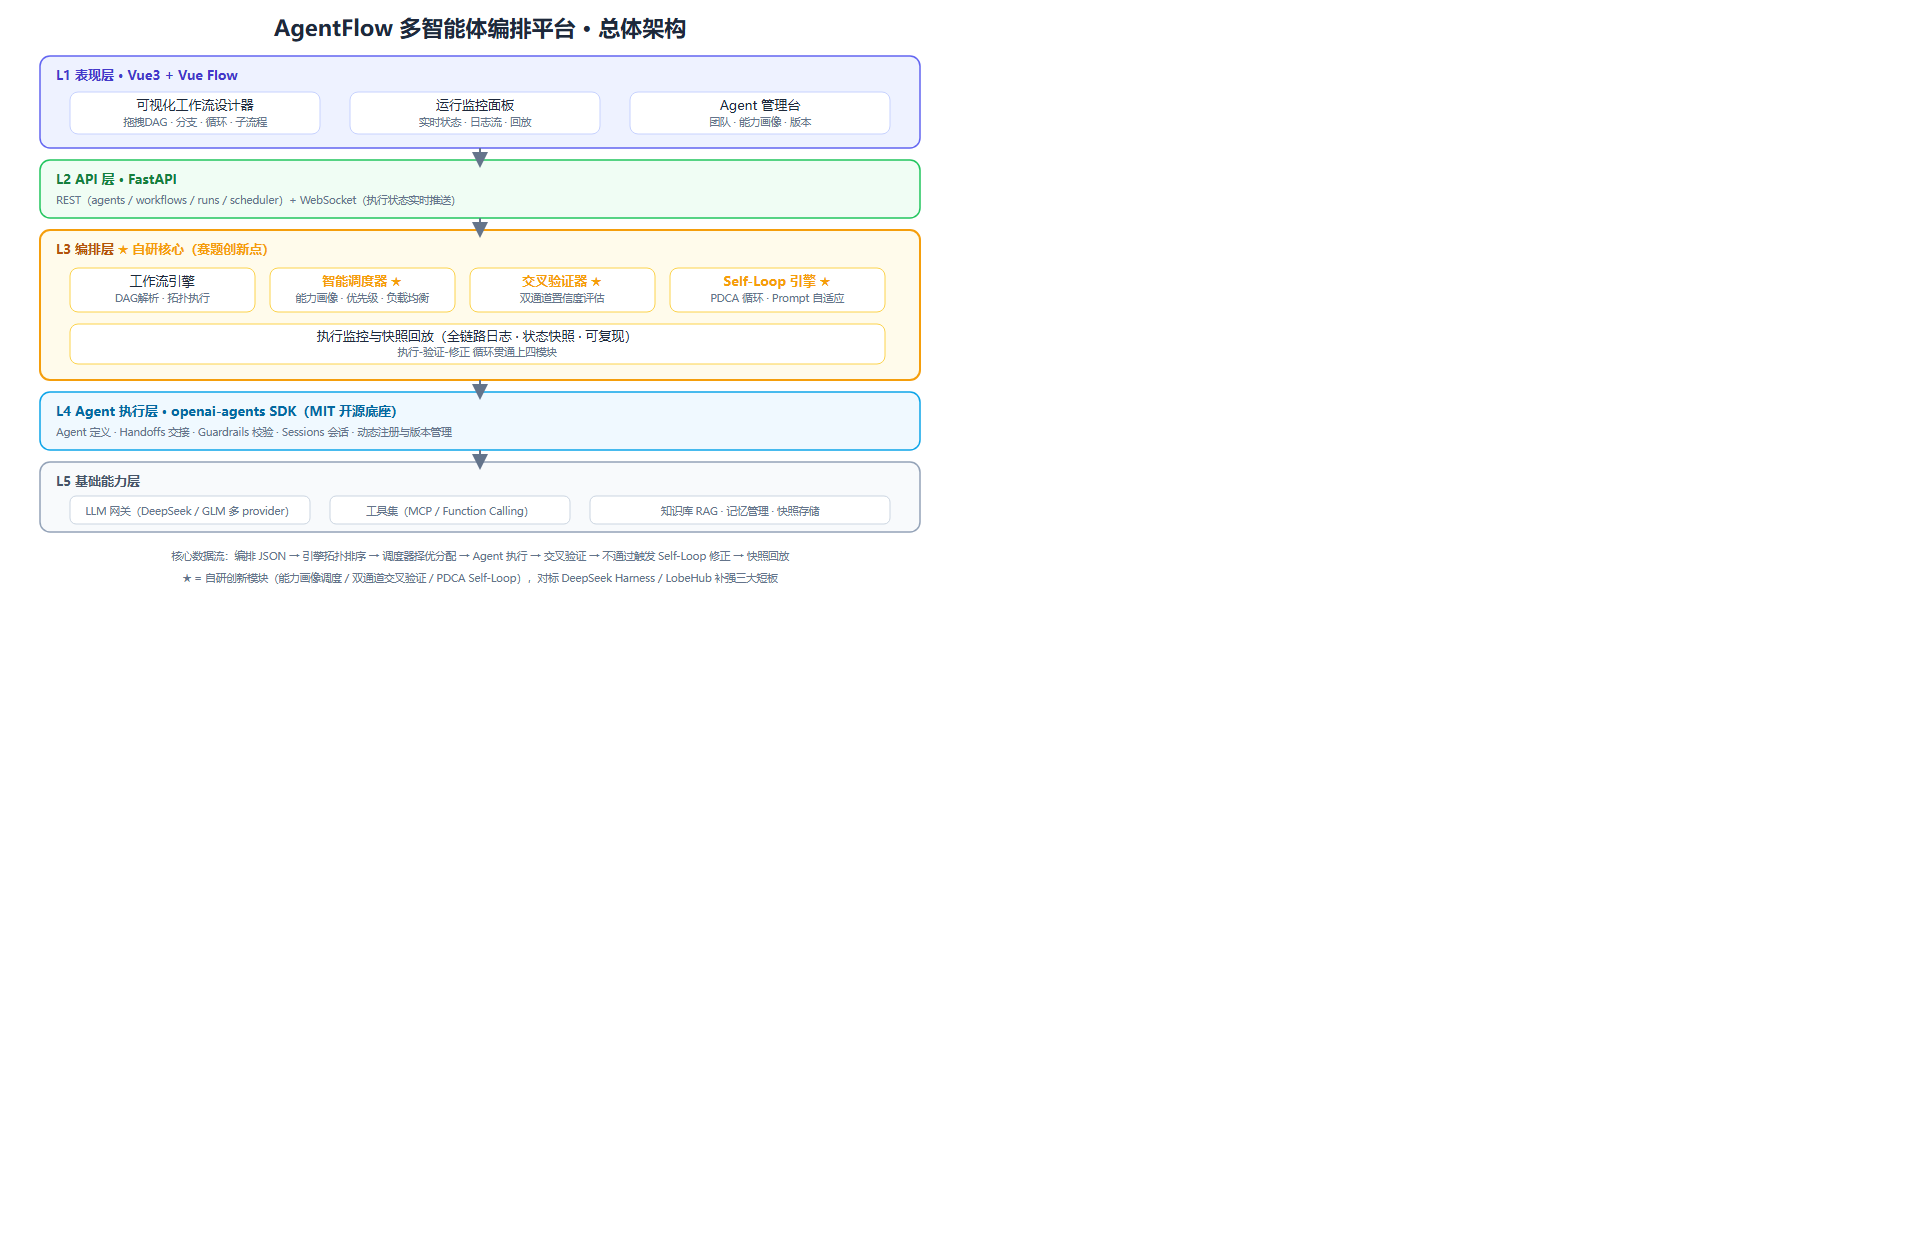 AgentFlow 多智能体编排平台 • 总体架构
L1 表现层 • Vue3 + Vue Flow
可视化工作流设计器
拖拽DAG · 分支 · 循环 · 子流程
运行监控面板
实时状态 · 日志流 · 回放
Agent 管理台
团队 · 能力画像 · 版本
L2 API 层 • FastAPI
REST（agents / workflows / runs / scheduler）+ WebSocket（执行状态实时推送）
L3 编排层 ★ 自研核心（赛题创新点）
工作流引擎
DAG解析 · 拓扑执行
智能调度器 ★
能力画像 · 优先级 · 负载均衡
交叉验证器 ★
双通道置信度评估
Self-Loop 引擎 ★
PDCA 循环 · Prompt 自适应
执行监控与快照回放（全链路日志 · 状态快照 · 可复现）
执行-验证-修正 循环贯通上四模块
L4 Agent 执行层 • openai-agents SDK（MIT 开源底座）
Agent 定义 · Handoffs 交接 · Guardrails 校验 · Sessions 会话 · 动态注册与版本管理
L5 基础能力层
LLM 网关（DeepSeek / GLM 多 provider）
工具集（MCP / Function Calling）
知识库 RAG · 记忆管理 · 快照存储
核心数据流：编排 JSON → 引擎拓扑排序 → 调度器择优分配 → Agent 执行 → 交叉验证 → 不通过触发 Self-Loop 修正 → 快照回放
★ = 自研创新模块（能力画像调度 / 双通道交叉验证 / PDCA Self-Loop），对标 DeepSeek Harness / LobeHub 补强三大短板